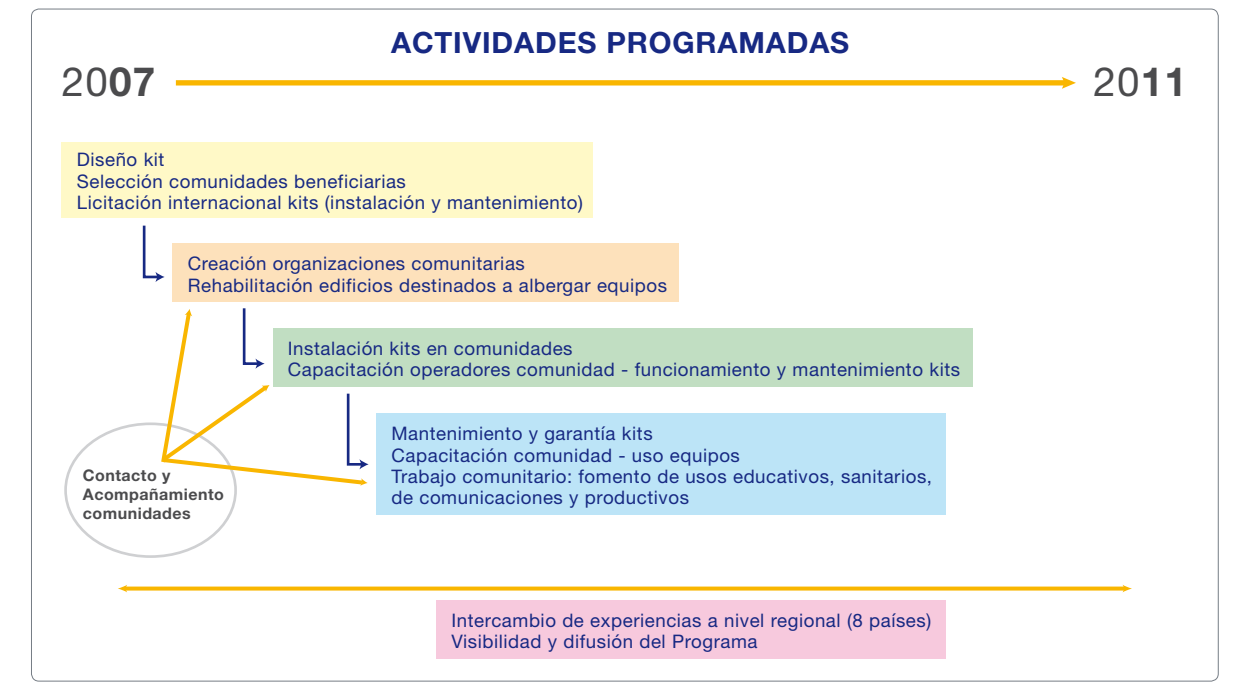 ACTIVIDADES PROGRAMADAS
2007
2011
Diseño kit
Selección comunidades beneficiarias
Licitación internacional kits (instalación y mantenimiento)
Creación organizaciones comunitarias
Rehabilitación edificios destinados a albergar equipos
Instalación kits en comunidades
Capacitación operadores comunidad - funcionamiento y mantenimiento kits
Mantenimiento y garantía kits
Capacitación comunidad - uso equipos
Trabajo comunitario: fomento de usos educativos, sanitarios,
de comunicaciones y productivos
Contacto y
Acompañamiento
comunidades
Intercambio de experiencias a nivel regional (8 países)
Visibilidad y difusión del Programa